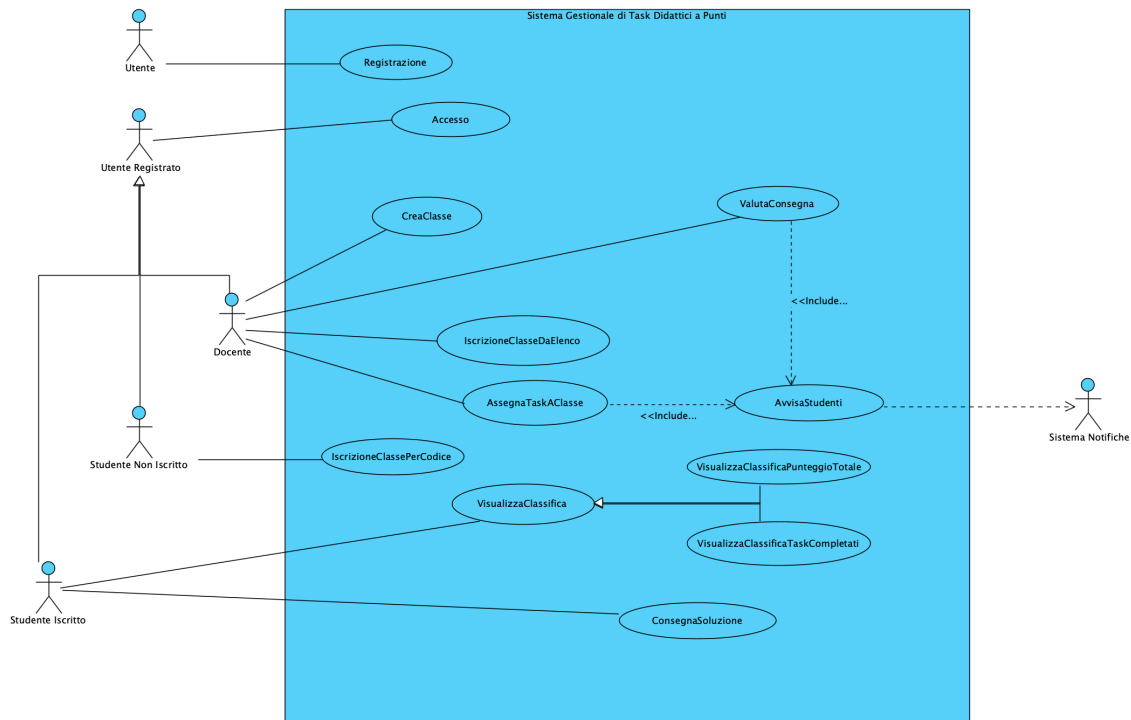 Sistema Gestionale di Task Didattici a Punti
Utente
Registrazione
Accesso
Utente Registrato
CreaClasse
ValutaConsegna
<<Include...
Docente
IscrizioneClasseDaElenco
AssegnaTaskAClasse
<<Include...
AvvisaStudenti
Sistema Notifiche
Studente Non Iscritto
IscrizioneClassePerCodice
VisualizzaClassificaPunteggioTotale
VisualizzaClassifica
VisualizzaClassificaTaskCompletati
Studente Iscritto
ConsegnaSoluzione